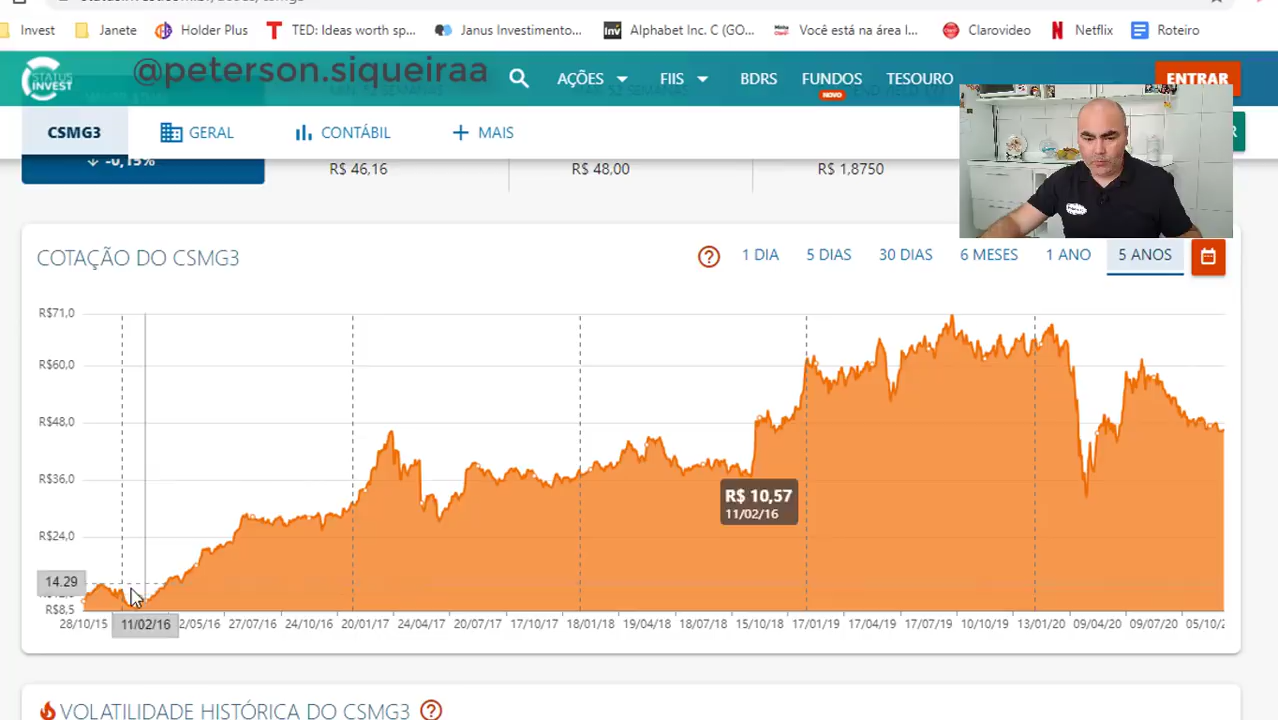 Invest Janete Holder Plus TED: Ideas worth sp... Janus Investimento... Alphabet Inc. C (GO... Você está na área l... Clarovideo Netflix Roteiro
@peterson.siqueiraa
STATUS INVEST AÇÕES FIIS BDRS FUNDOS TESOURO ENTRAR
NOVO
CSMG3 GERAL CONTÁBIL MAIS
-0,15%
R$ 46,16 R$ 48,00 R$ 1,8750
COTAÇÃO DO CSMG3 ? 1 DIA 5 DIAS 30 DIAS 6 MESES 1 ANO 5 ANOS
R$71.0
R$60.0
R$48.0
R$36.0
R$ 10,57
11/02/16
R$24.0
14.29
R$8.5
28/10/15 11/02/16 2/05/16 27/07/16 24/10/16 20/01/17 24/04/17 20/07/17 17/10/17 18/01/18 19/04/18 18/07/18 15/10/18 17/01/19 17/04/19 17/07/19 10/10/19 13/01/20 09/04/20 09/07/20 05/10/2
VOLATILIDADE HISTÓRICA DO CSMG3 ?